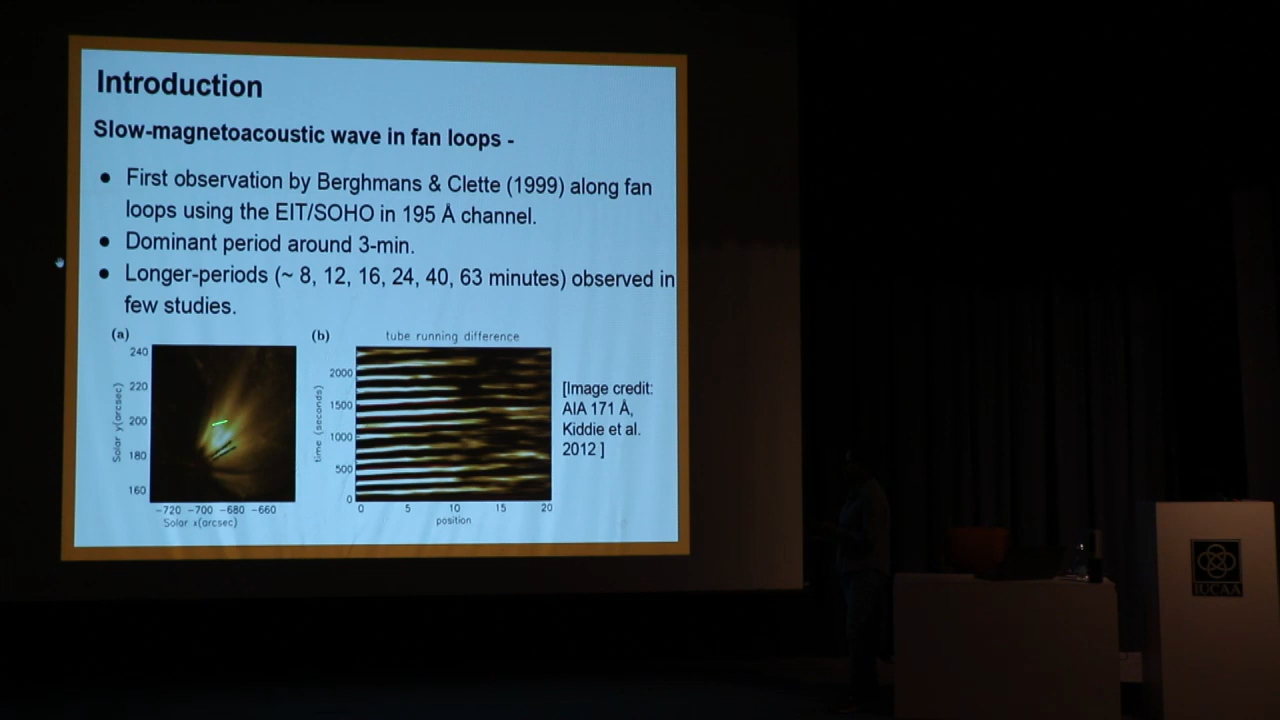 Introduction
Slow-magnetoacoustic wave in fan loops -
● First observation by Berghmans & Clette (1999) along fan
loops using the EIT/SOHO in 195 Å channel.
● Dominant period around 3-min.
● Longer-periods (~ 8, 12, 16, 24, 40, 63 minutes) observed in
few studies.
(a)
240
220
200
180
160
Solar y(arcsec)
−720 −700 −680 −660
Solar x(arcsec)
(b)
tube running difference
2000
1500
1000
500
0
time (seconds)
0 5 10 15 20
position
[Image credit:
AIA 171 Å,
Kiddie et al.
2012 ]
IUCAA